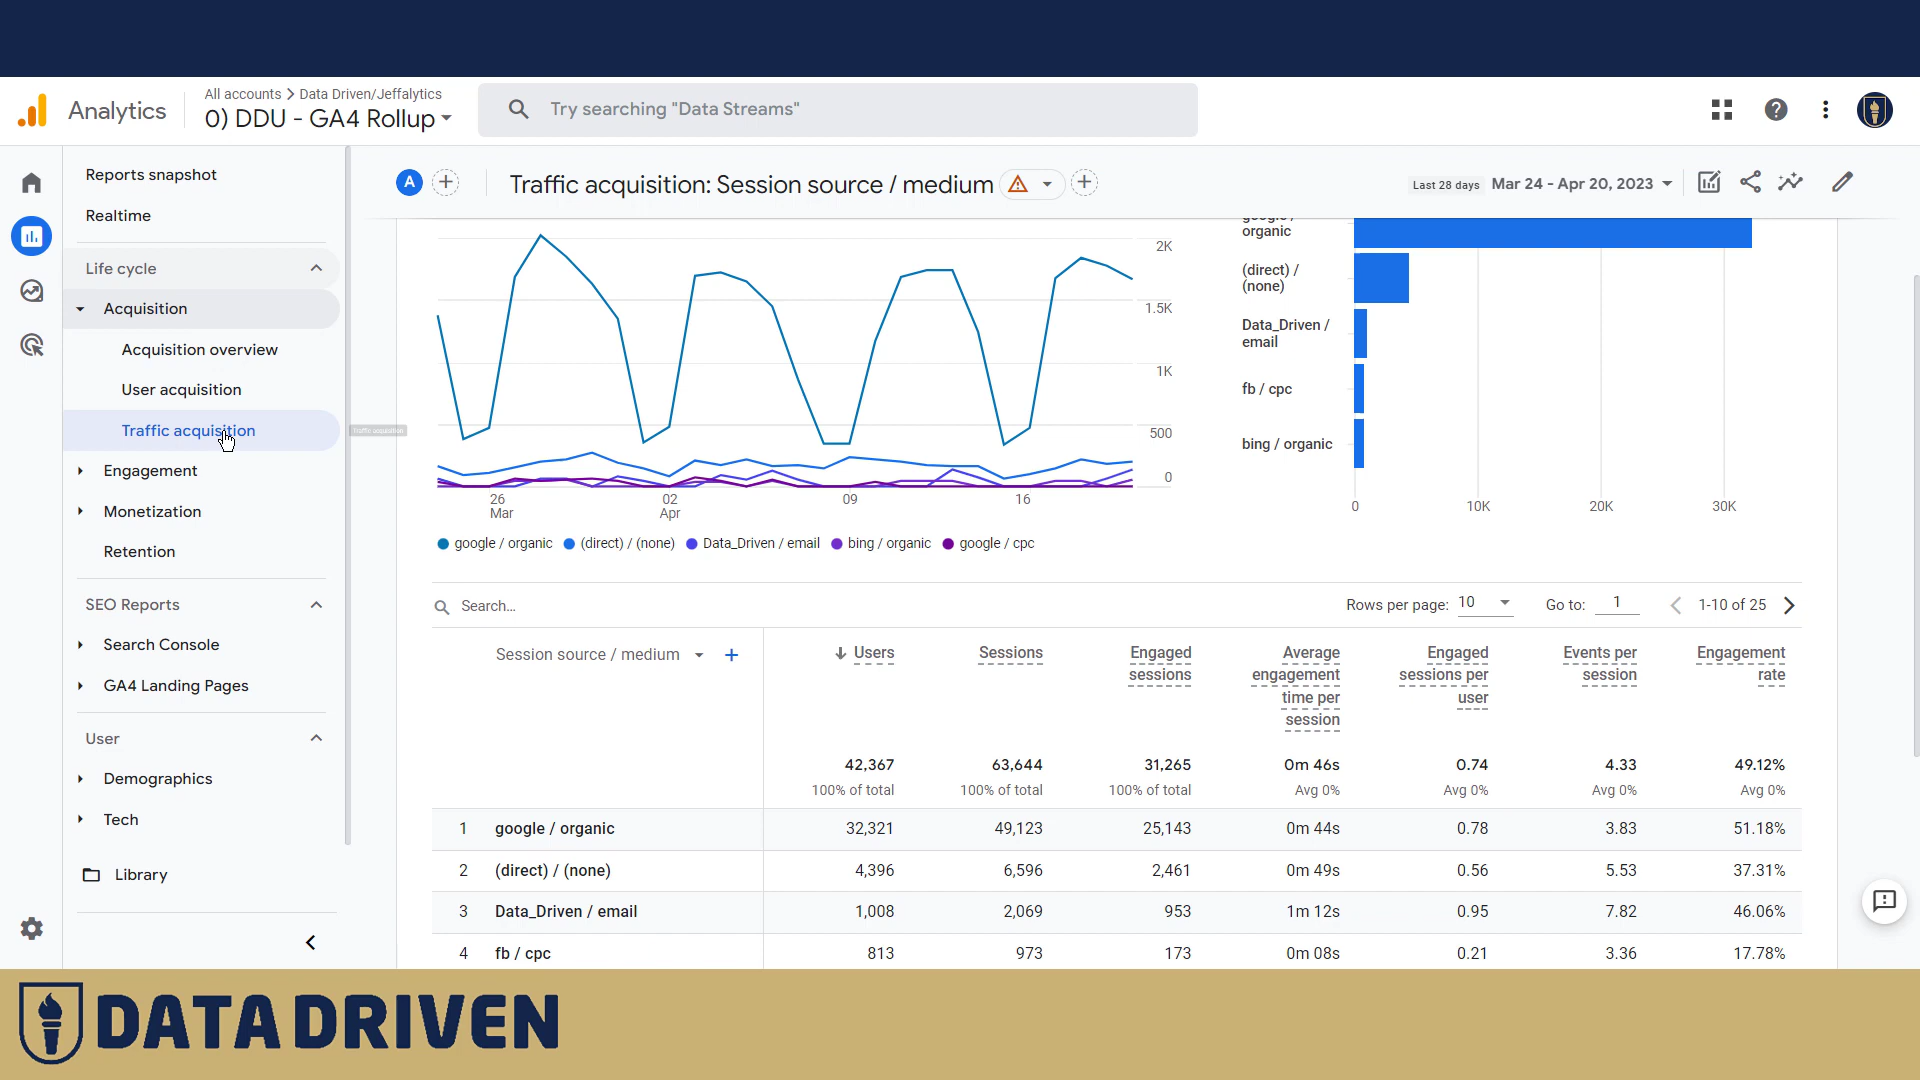 Analytics
All accounts > Data Driven/Jeffalytics
0) DDU - GA4 Rollup
Try searching "Data Streams"
Reports snapshot
Realtime
Life cycle
Acquisition
Acquisition overview
User acquisition
Traffic acquisition
Engagement
Monetization
Retention
SEO Reports
Search Console
GA4 Landing Pages
User
Demographics
Tech
Library
Traffic acquisition
A
Traffic acquisition: Session source / medium
Last 28 days Mar 24 - Apr 20, 2023
2K
1.5K
1K
500
0
26 Mar
02 Apr
09
16
google / organic (direct) / (none) Data_Driven / email bing / organic google / cpc
google /
organic
(direct) /
(none)
Data_Driven /
email
fb / cpc
bing / organic
0 10K 20K 30K
Search...
Rows per page: 10 Go to: 1 1-10 of 25
Session source / medium
Users
Sessions
Engaged
sessions
Average
engagement
time per
session
Engaged
sessions per
user
Events per
session
Engagement
rate
42,367 63,644 31,265 0m 46s 0.74 4.33 49.12%
100% of total 100% of total 100% of total Avg 0% Avg 0% Avg 0% Avg 0%
1 google / organic 32,321 49,123 25,143 0m 44s 0.78 3.83 51.18%
2 (direct) / (none) 4,396 6,596 2,461 0m 49s 0.56 5.53 37.31%
3 Data_Driven / email 1,008 2,069 953 1m 12s 0.95 7.82 46.06%
4 fb / cpc 813 973 173 0m 08s 0.21 3.36 17.78%
DATA DRIVEN